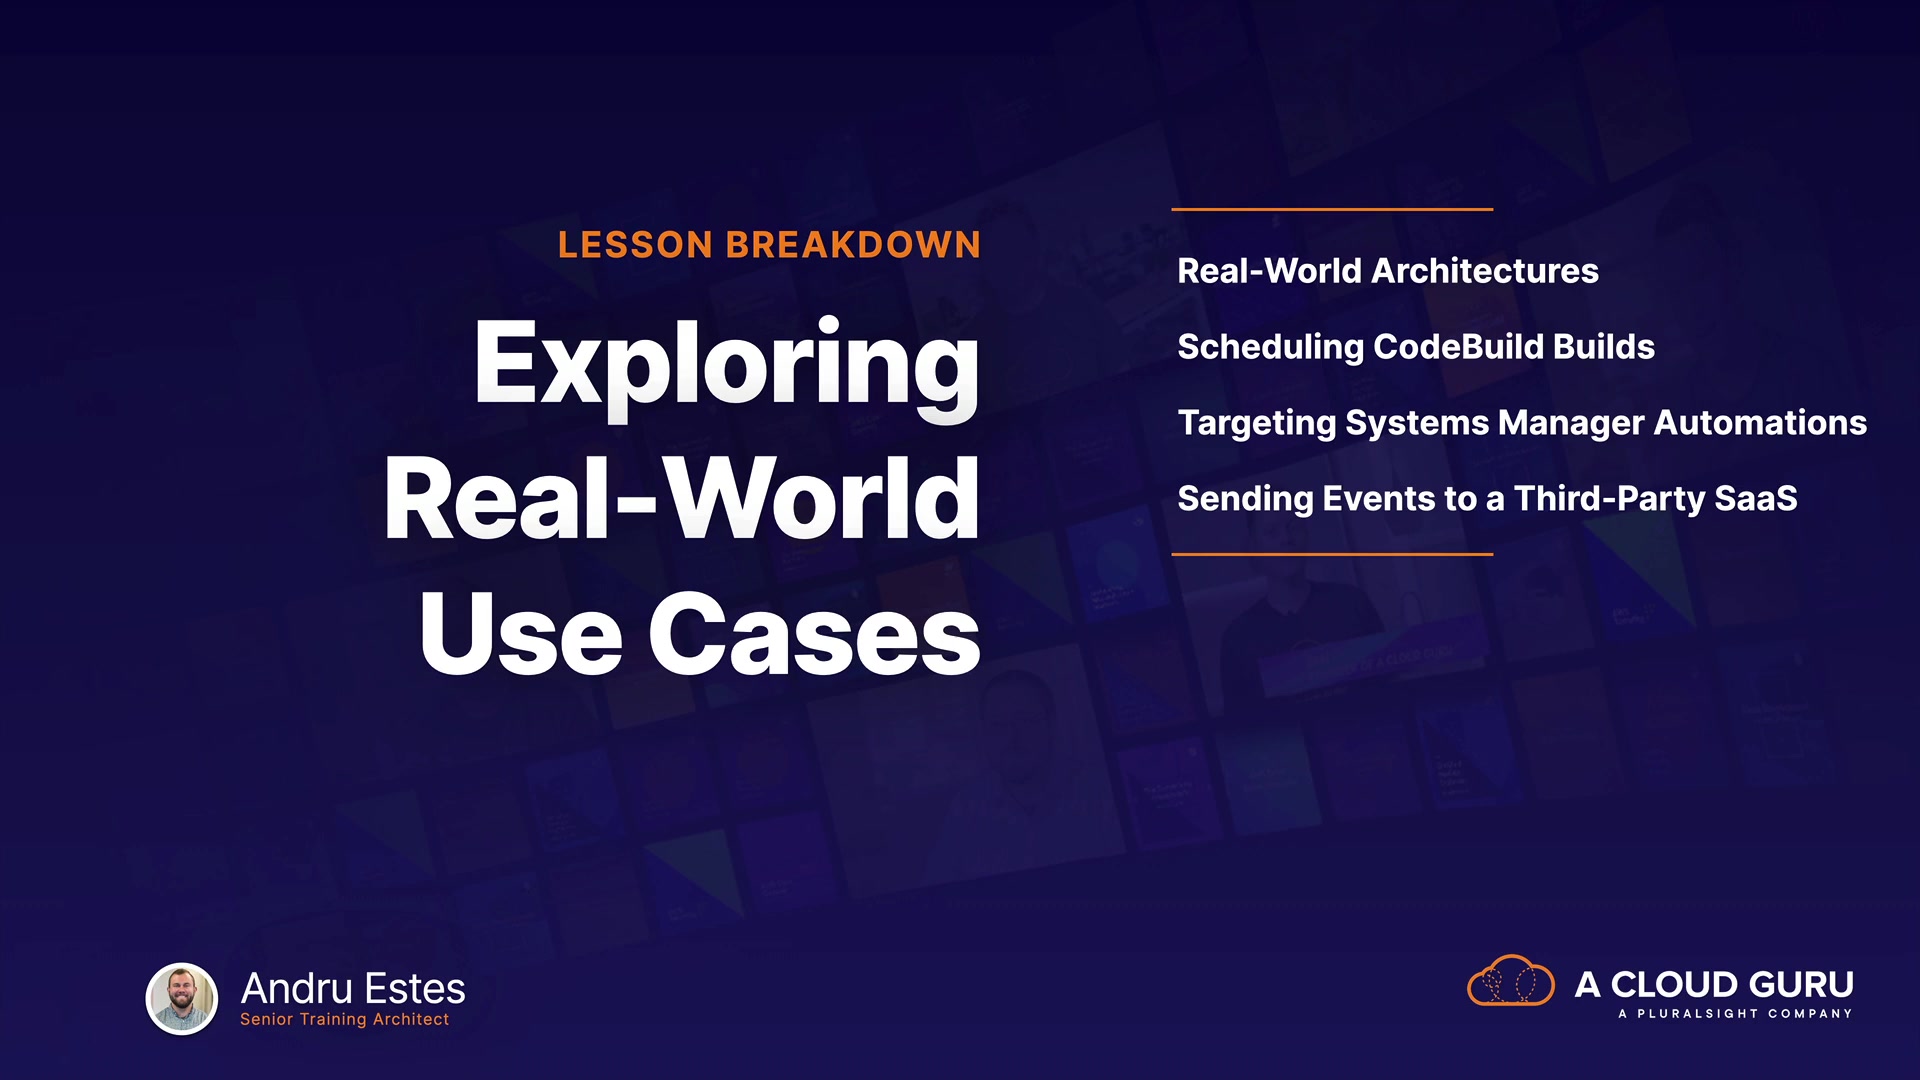 LESSON BREAKDOWN
Exploring
Real-World
Use Cases
Real-World Architectures
Scheduling CodeBuild Builds
Targeting Systems Manager Automations
Sending Events to a Third-Party SaaS
Andru Estes
Senior Training Architect
A CLOUD GURU
A PLURALSIGHT COMPANY